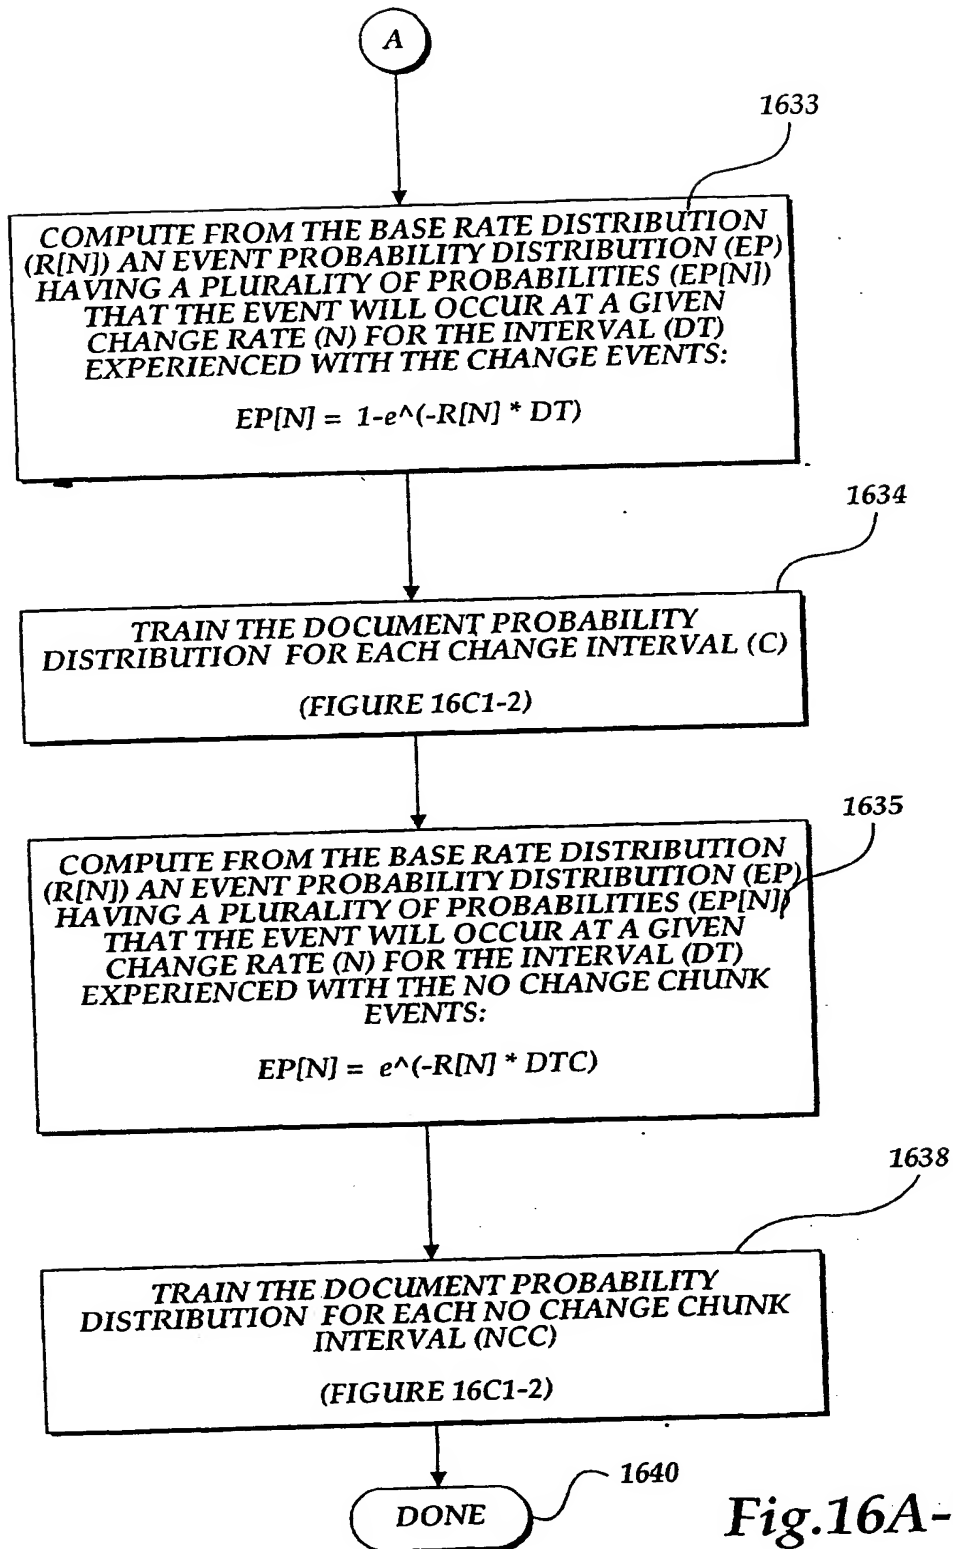 A
1633
COMPUTE FROM THE BASE RATE DISTRIBUTION
(R[N]) AN EVENT PROBABILITY DISTRIBUTION (EP)
HAVING A PLURALITY OF PROBABILITIES (EP[N])
THAT THE EVENT WILL OCCUR AT A GIVEN
CHANGE RATE (N) FOR THE INTERVAL (DT)
EXPERIENCED WITH THE CHANGE EVENTS:
EP[N] = 1-e^(-R[N] * DT)
1634
TRAIN THE DOCUMENT PROBABILITY
DISTRIBUTION FOR EACH CHANGE INTERVAL (C)
(FIGURE 16C1-2)
1635
COMPUTE FROM THE BASE RATE DISTRIBUTION
(R[N]) AN EVENT PROBABILITY DISTRIBUTION (EP)
HAVING A PLURALITY OF PROBABILITIES (EP[N])
THAT THE EVENT WILL OCCUR AT A GIVEN
CHANGE RATE (N) FOR THE INTERVAL (DT)
EXPERIENCED WITH THE NO CHANGE CHUNK
EVENTS:
EP[N] = e^(-R[N] * DTC)
1638
TRAIN THE DOCUMENT PROBABILITY
DISTRIBUTION FOR EACH NO CHANGE CHUNK
INTERVAL (NCC)
(FIGURE 16C1-2)
1640
DONE
Fig.16A-